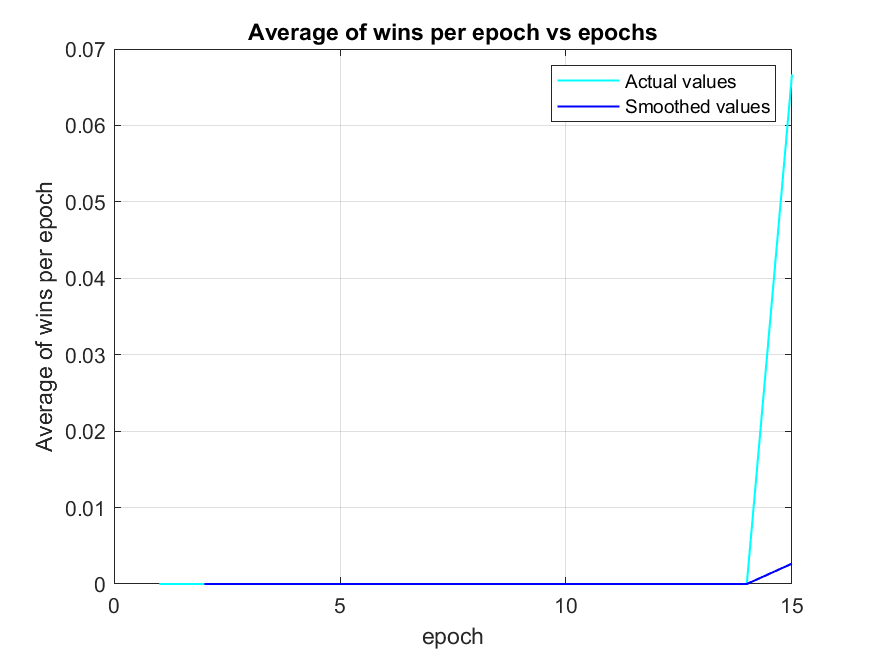 Average of wins per epoch vs epochs
0.07
0.06
0.05
0.04
0.03
0.02
0.01
0
Average of wins per epoch
Actual values
Smoothed values
0 5 10 15
epoch